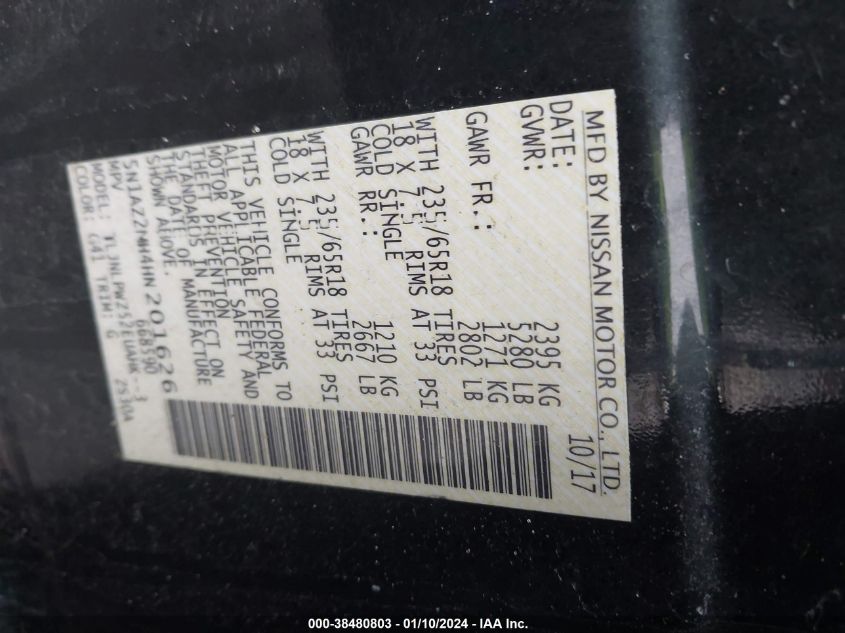 MFD BY NISSAN MOTOR CO., LTD.
DATE: 10/17
GVWR: 2395 KG
5280 LB
GAWR FR.: 1271 KG
2802 LB
WITH 235/65R18 TIRES
18 X 7.5 RIMS AT 33 PSI
COLD SINGLE
GAWR RR.: 1210 KG
2667 LB
WITH 235/65R18 TIRES
18 X 7.5 RIMS AT 33 PSI
COLD SINGLE
THIS VEHICLE CONFORMS TO
ALL APPLICABLE FEDERAL
MOTOR VEHICLE SAFETY AND
THEFT PREVENTION
STANDARDS IN EFFECT ON
THE DATE OF MANUFACTURE
SHOWN ABOVE.
5N1AZ2MH4HN201626
MPV 668590
MODEL:
COLOR: G41 TRIM: G 2530A
000-38480803 - 01/10/2024 - IAA Inc.